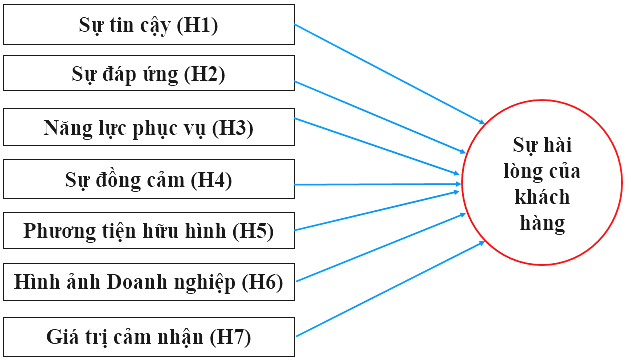 Sự tin cậy (H1)
Sự đáp ứng (H2)
Năng lực phục vụ (H3)
Sự đồng cảm (H4)
Phương tiện hữu hình (H5)
Hình ảnh Doanh nghiệp (H6)
Giá trị cảm nhận (H7)
Sự hài
lòng của
khách
hàng